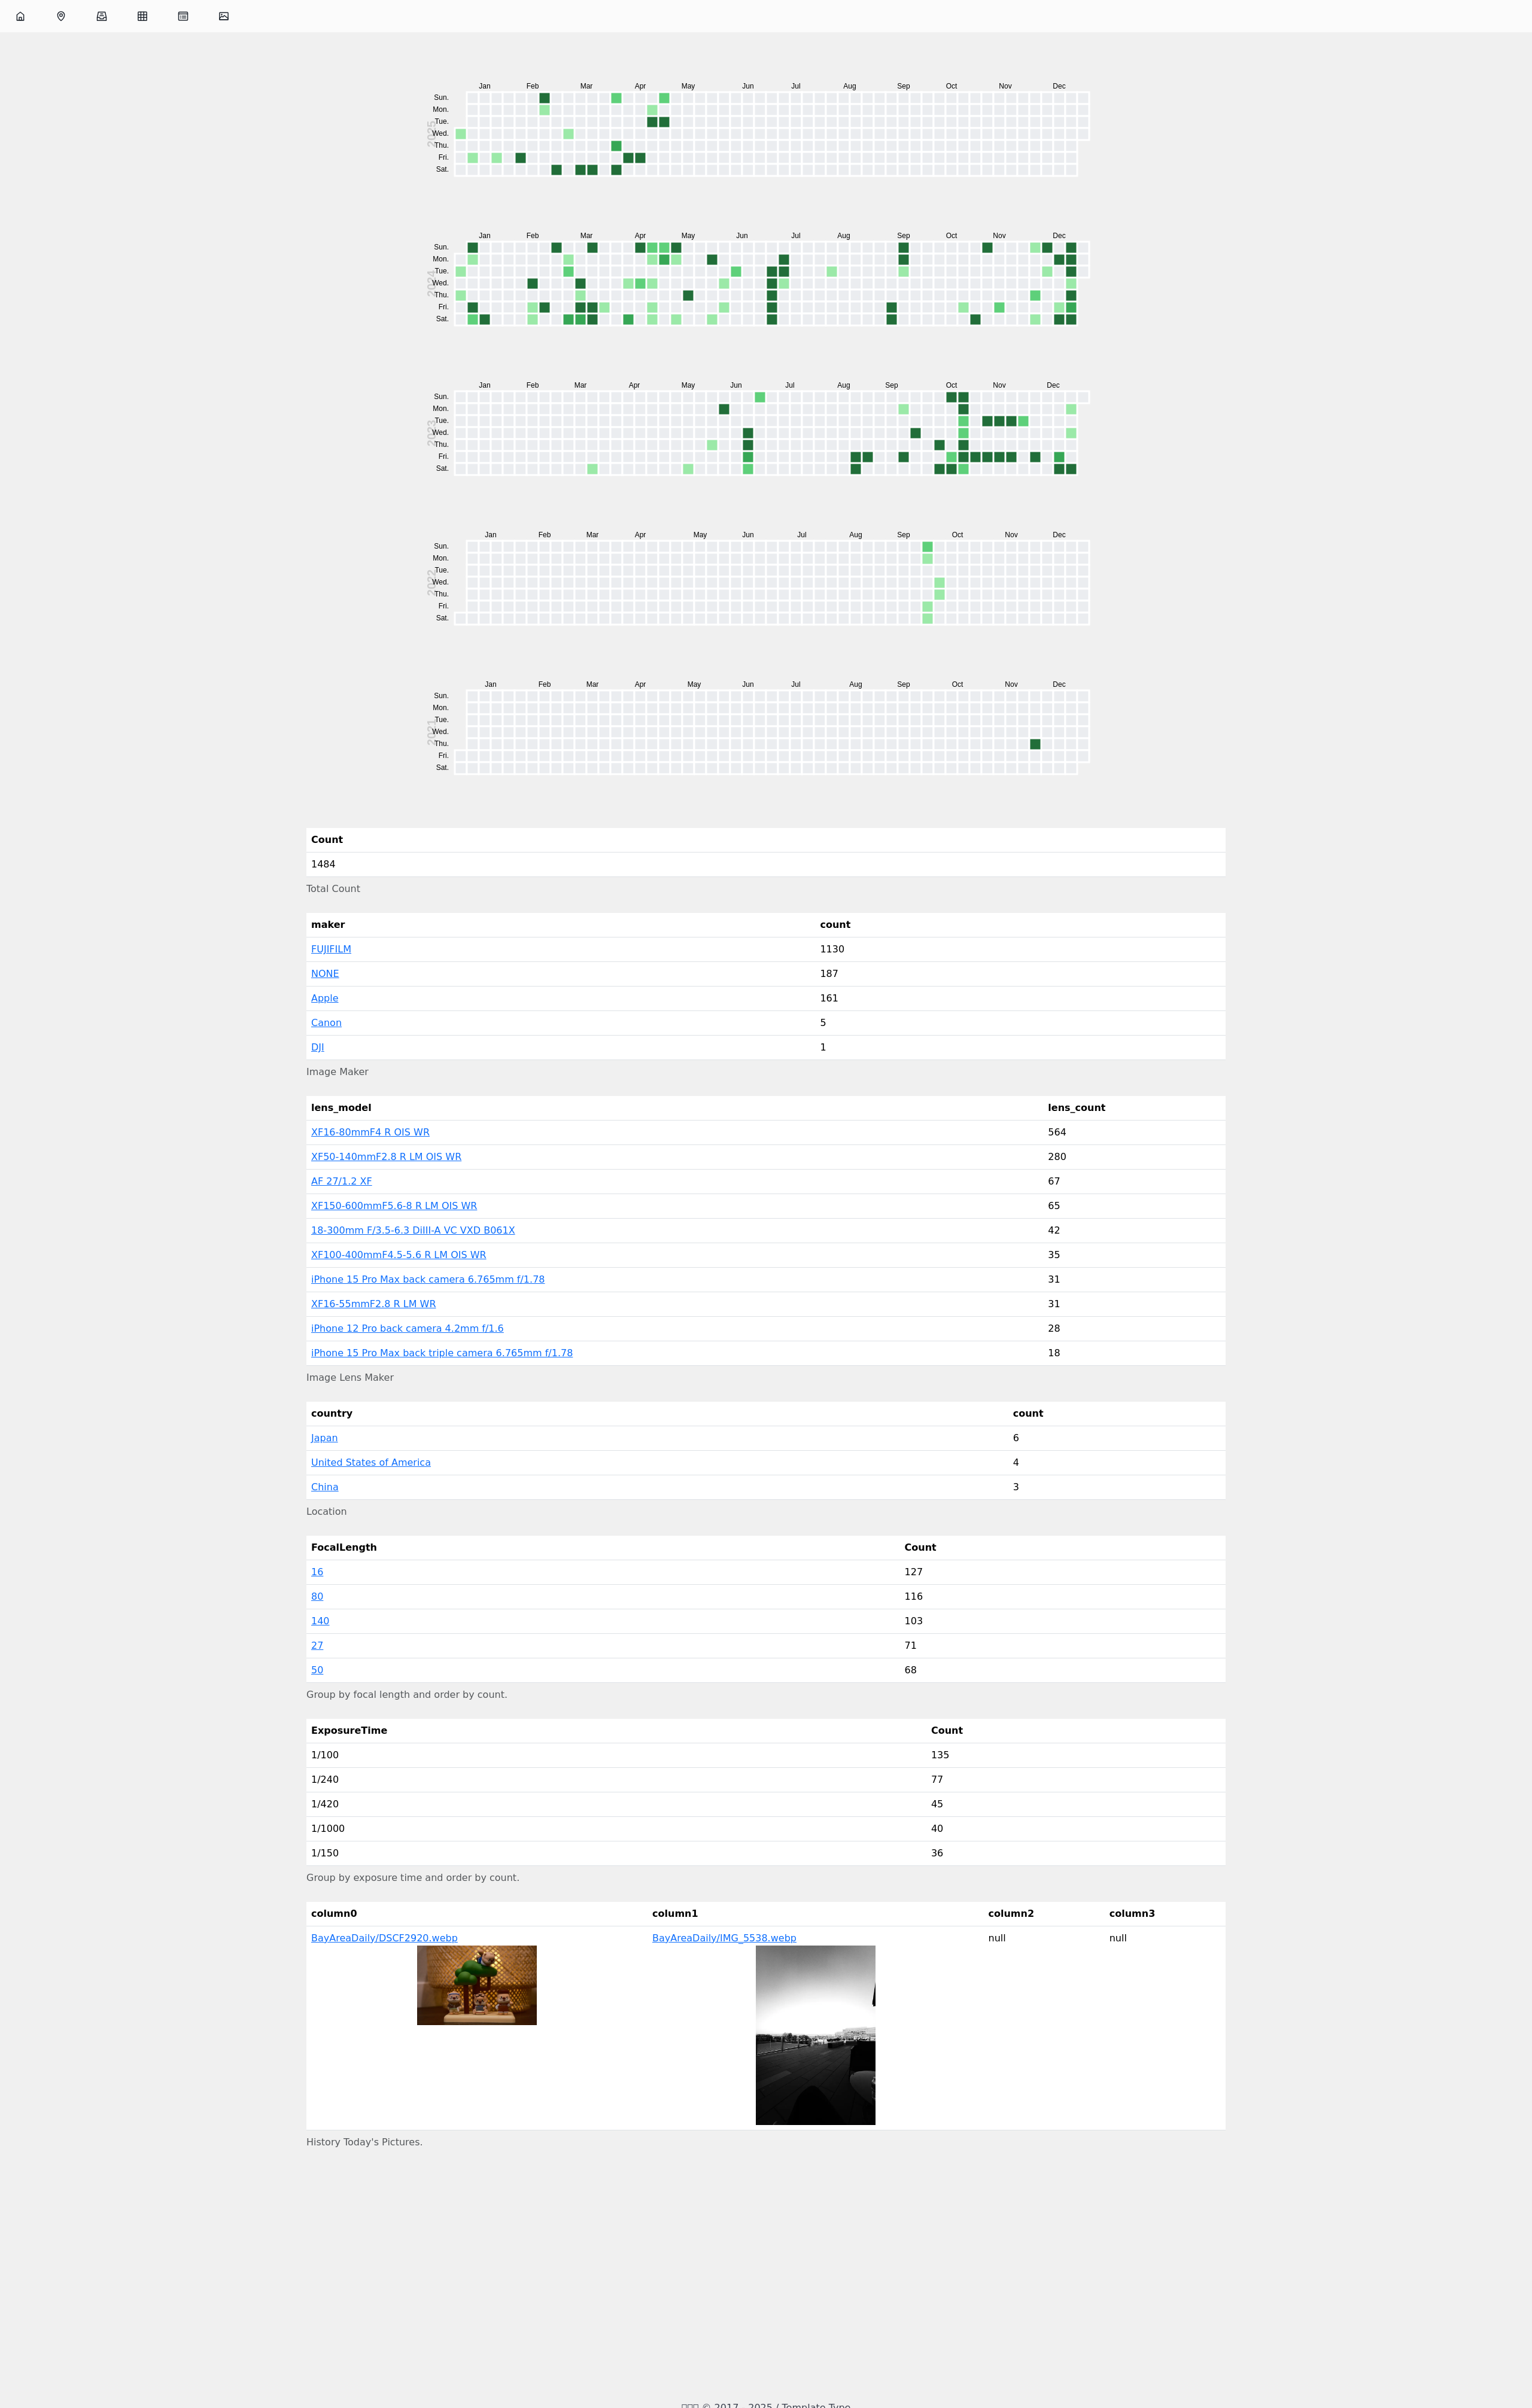 Jan Feb Mar Apr May Jun Jul Aug Sep Oct Nov Dec
Sun.
Mon.
Tue.
2025
Wed.
Thu.
Fri.
Sat.
Jan Feb Mar Apr May Jun Jul Aug Sep Oct Nov Dec
Sun.
Mon.
Tue.
2024
Wed.
Thu.
Fri.
Sat.
Jan Feb Mar Apr May Jun Jul Aug Sep Oct Nov Dec
Sun.
Mon.
Tue.
2023
Wed.
Thu.
Fri.
Sat.
Jan Feb Mar Apr May Jun Jul Aug Sep Oct Nov Dec
Sun.
Mon.
Tue.
2022
Wed.
Thu.
Fri.
Sat.
Jan Feb Mar Apr May Jun Jul Aug Sep Oct Nov Dec
Sun.
Mon.
Tue.
2021
Wed.
Thu.
Fri.
Sat.
Count
1484
Total Count
maker count
FUJIFILM 1130
NONE 187
Apple 161
Canon 5
DJI 1
Image Maker
lens_model lens_count
XF16-80mmF4 R OIS WR 564
XF50-140mmF2.8 R LM OIS WR 280
AF 27/1.2 XF 67
XF150-600mmF5.6-8 R LM OIS WR 65
18-300mm F/3.5-6.3 DiIII-A VC VXD B061X 42
XF100-400mmF4.5-5.6 R LM OIS WR 35
iPhone 15 Pro Max back camera 6.765mm f/1.78 31
XF16-55mmF2.8 R LM WR 31
iPhone 12 Pro back camera 4.2mm f/1.6 28
iPhone 15 Pro Max back triple camera 6.765mm f/1.78 18
Image Lens Maker
country count
Japan 6
United States of America 4
China 3
Location
FocalLength Count
16 127
80 116
140 103
27 71
50 68
Group by focal length and order by count.
ExposureTime Count
1/100 135
1/240 77
1/420 45
1/1000 40
1/150 36
Group by exposure time and order by count.
column0 column1 column2 column3
BayAreaDaily/DSCF2920.webp BayAreaDaily/IMG_5538.webp null null
History Today's Pictures.
© 2017 - 2025 / Template Type